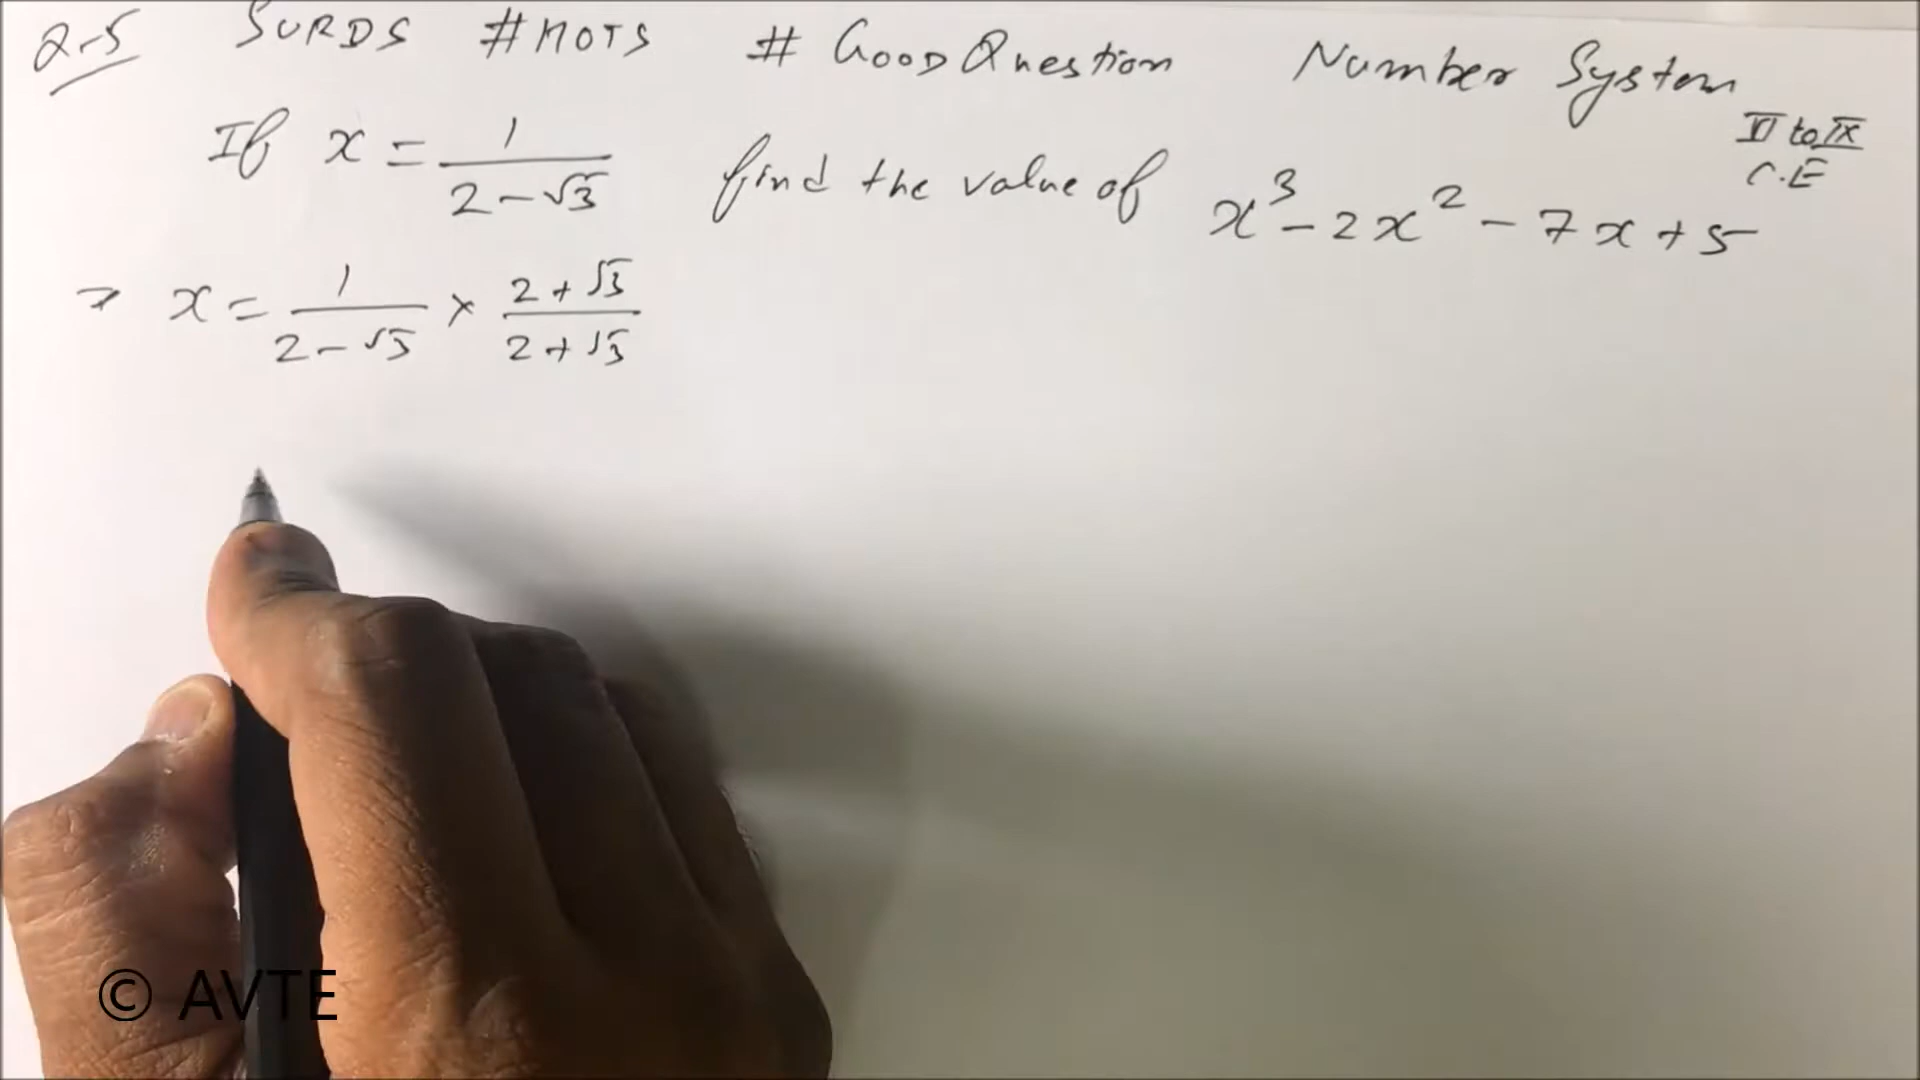 Q-5 SURDS #HOTS # Good Question Number System
VI to IX
C.E
If x = 1/(2-√3) find the value of x³-2x²-7x+5
⇒ x = 1/(2-√3) × (2+√3)/(2+√3)
© AVTE